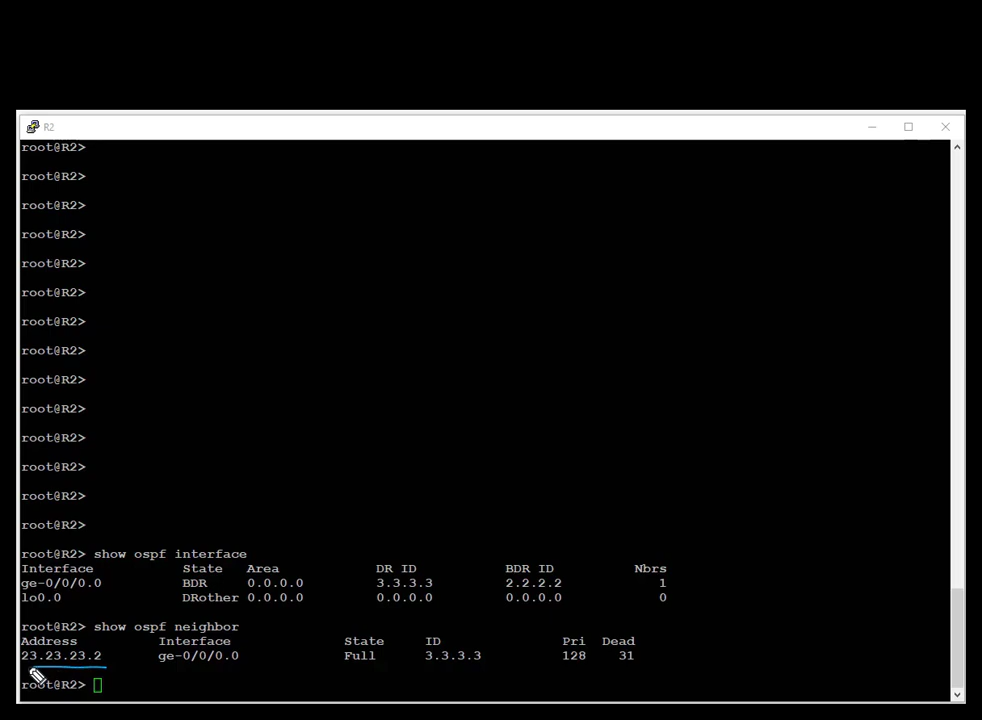 R2
root@R2>
root@R2>
root@R2>
root@R2>
root@R2>
root@R2>
root@R2>
root@R2>
root@R2>
root@R2>
root@R2>
root@R2>
root@R2>
root@R2>
root@R2> show ospf interface
Interface State Area DR ID BDR ID Nbrs
ge-0/0/0.0 BDR 0.0.0.0 3.3.3.3 2.2.2.2 1
lo0.0 DRother 0.0.0.0 0.0.0.0 0.0.0.0 0
root@R2> show ospf neighbor
Address Interface State ID Pri Dead
23.23.23.2 ge-0/0/0.0 Full 3.3.3.3 128 31
root@R2>